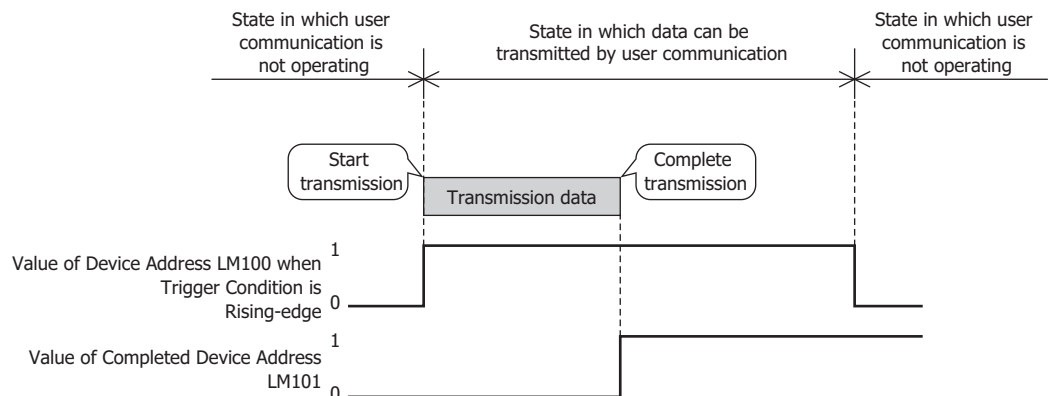 State in which user
communication is
not operating
State in which data can be
transmitted by user communication
State in which user
communication is
not operating
Start
transmission
Transmission data
Complete
transmission
Value of Device Address LM100 when
Trigger Condition is
Rising-edge
1
0
Value of Completed Device Address
LM101
1
0